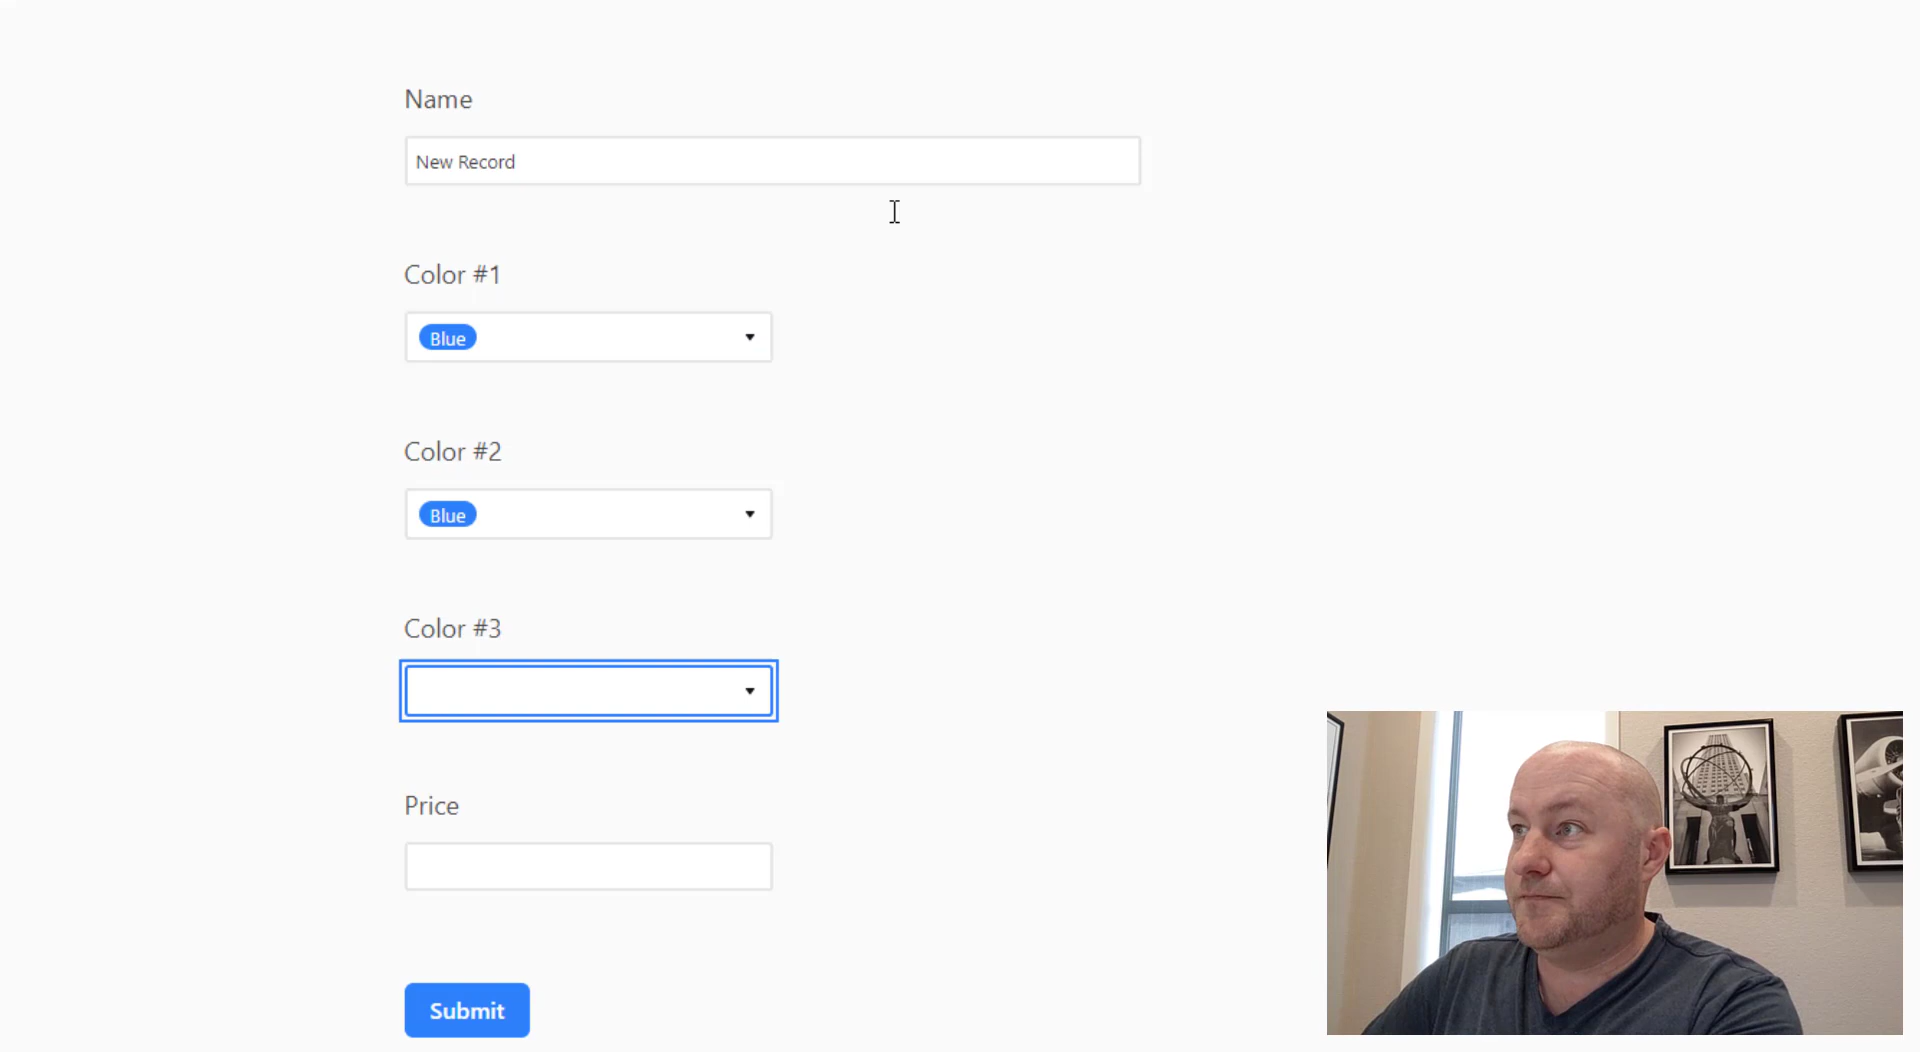 Name
New Record
Color #1
Blue
Color #2
Blue
Color #3
Price
Submit